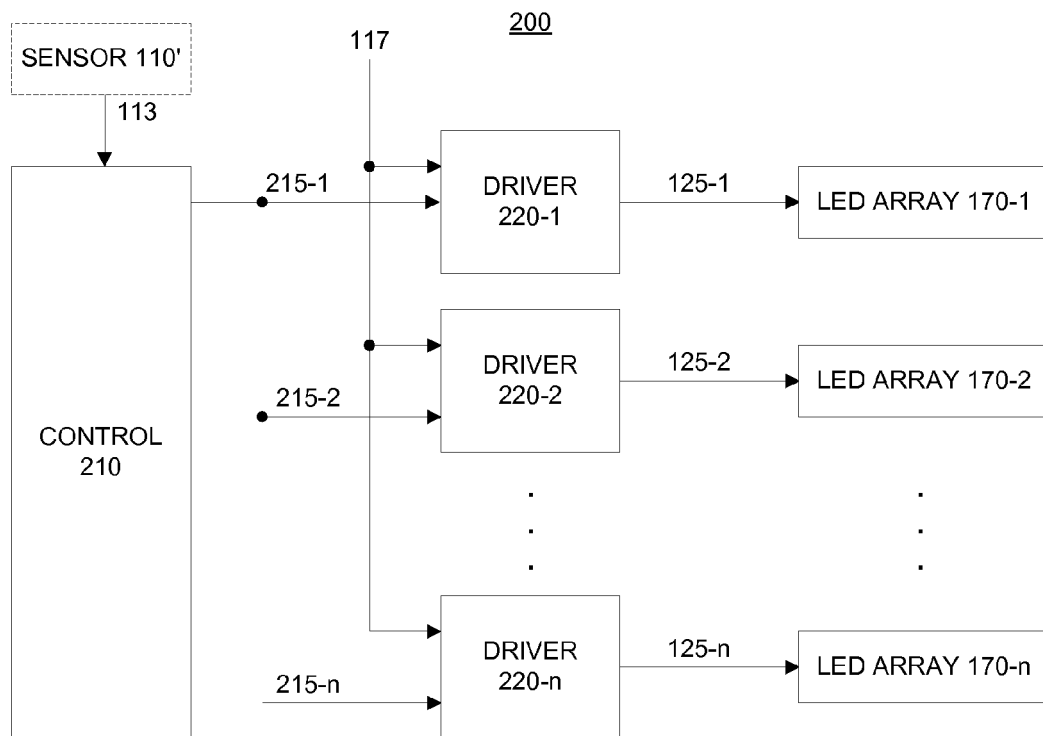 200
SENSOR 110'
117
113
215-1
DRIVER
220-1
125-1
LED ARRAY 170-1
215-2
DRIVER
220-2
125-2
LED ARRAY 170-2
CONTROL
210
215-n
DRIVER
220-n
125-n
LED ARRAY 170-n